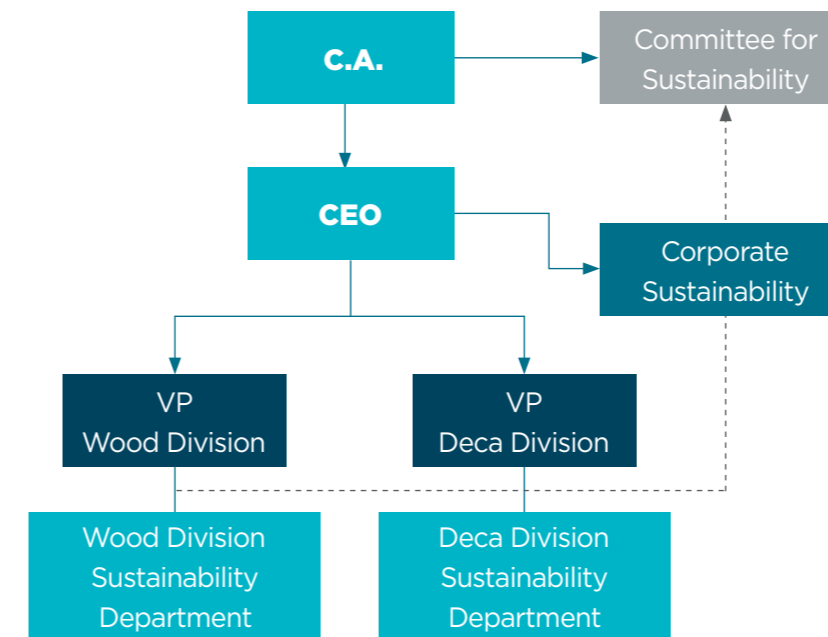 C.A.
Committee for
Sustainability
CEO
Corporate
Sustainability
VP
Wood Division
VP
Deca Division
Wood Division
Sustainability
Department
Deca Division
Sustainability
Department